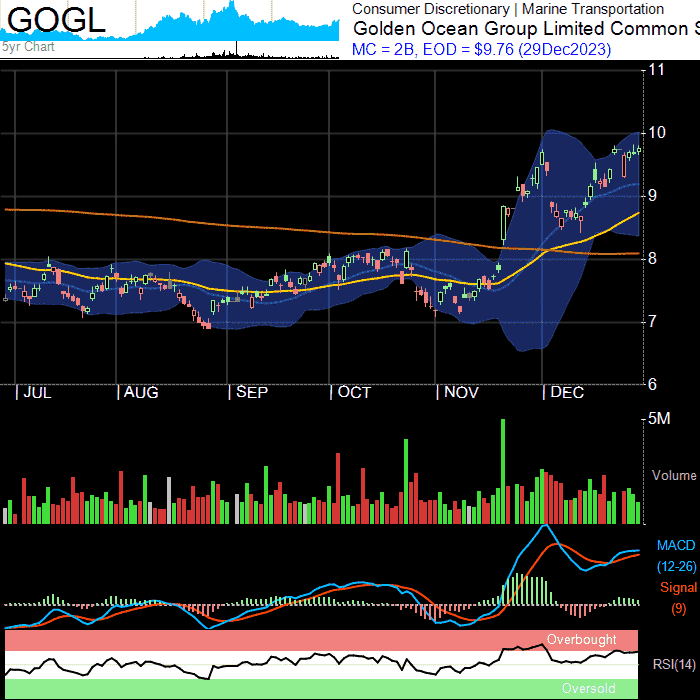 GOGL
5yr Chart
Consumer Discretionary | Marine Transportation
Golden Ocean Group Limited Common S
MC = 2B, EOD = $9.76 (29Dec2023)
11
10
9
8
7
6
| JUL | AUG | SEP | OCT | NOV | DEC
5M
Volume
MACD
(12-26)
Signal
(9)
Overbought
RSI(14)
Oversold